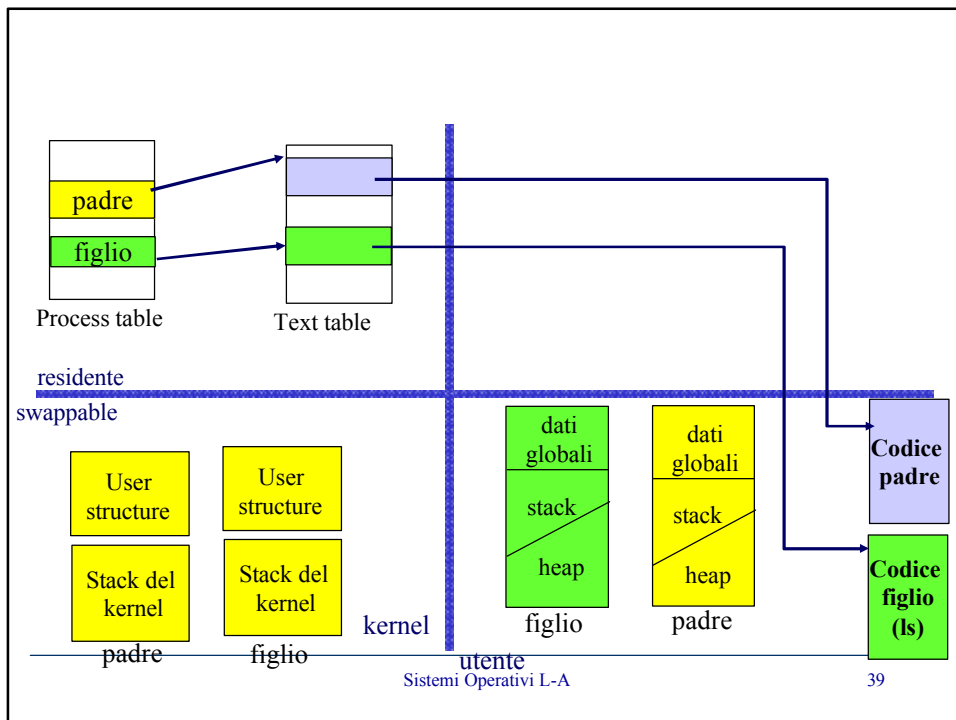 padre
figlio
Process table
Text table
residente
swappable
User
structure
Stack del
kernel
padre
User
structure
Stack del
kernel
figlio
kernel
utente
dati
globali
stack
heap
figlio
dati
globali
stack
heap
padre
Codice
padre
Codice
figlio
(ls)
Sistemi Operativi L-A
39